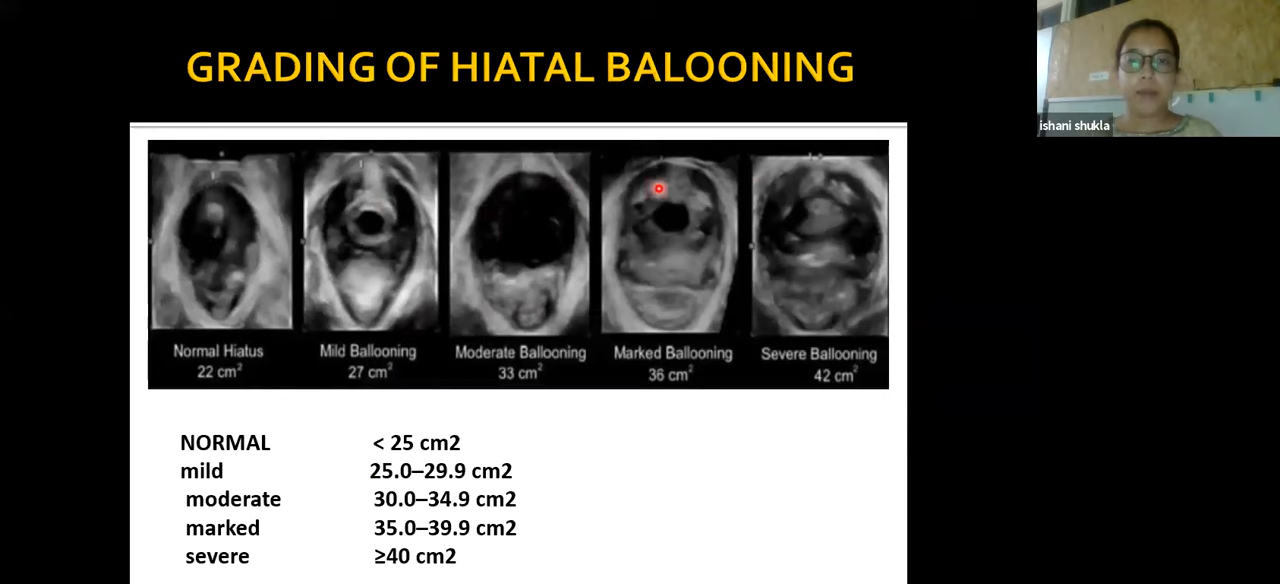 GRADING OF HIATAL BALOONING
ishani shukla
Normal Hiatus
22 cm²
Mild Ballooning
27 cm²
Moderate Ballooning
33 cm²
Marked Ballooning
36 cm²
Severe Ballooning
42 cm²
NORMAL < 25 cm2
mild 25.0–29.9 cm2
moderate 30.0–34.9 cm2
marked 35.0–39.9 cm2
severe ≥40 cm2